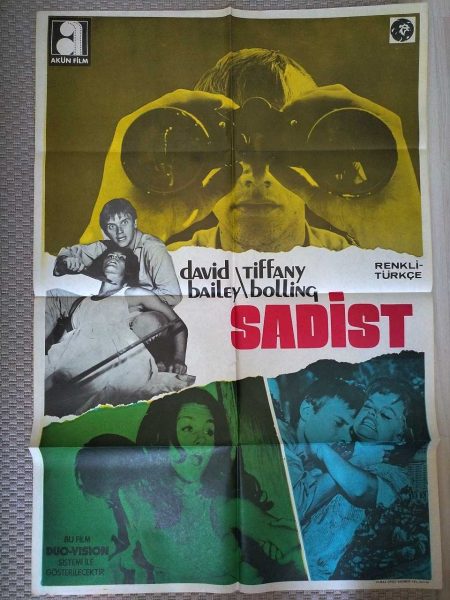 a
AKÜN FİLM
david tiffany
bailey bolling
RENKLİ-
TÜRKÇE
SADİST
BU FİLM
DUO-VISION
SİSTEMİ İLE
GÖSTERİLECEKTİR